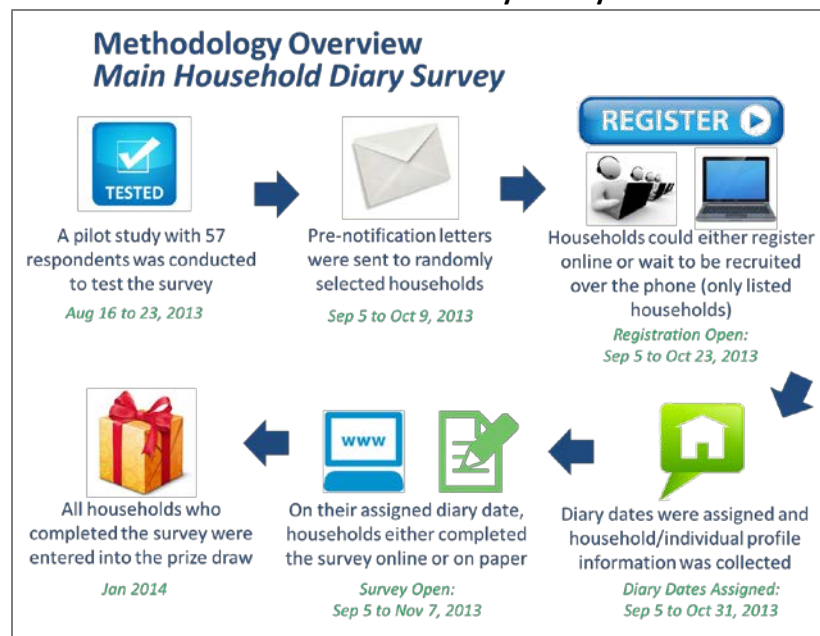 Methodology Overview
Main Household Diary Survey
TESTED
A pilot study with 57
respondents was conducted
to test the survey
Aug 16 to 23, 2013
Pre-notification letters
were sent to randomly
selected households
Sep 5 to Oct 9, 2013
REGISTER
Households could either register
online or wait to be recruited
over the phone (only listed
households)
Registration Open:
Sep 5 to Oct 23, 2013
All households who
completed the survey were
entered into the prize draw
Jan 2014
www
On their assigned diary date,
households either completed
the survey online or on paper
Survey Open:
Sep 5 to Nov 7, 2013
Diary dates were assigned and
household/individual profile
information was collected
Diary Dates Assigned:
Sep 5 to Oct 31, 2013